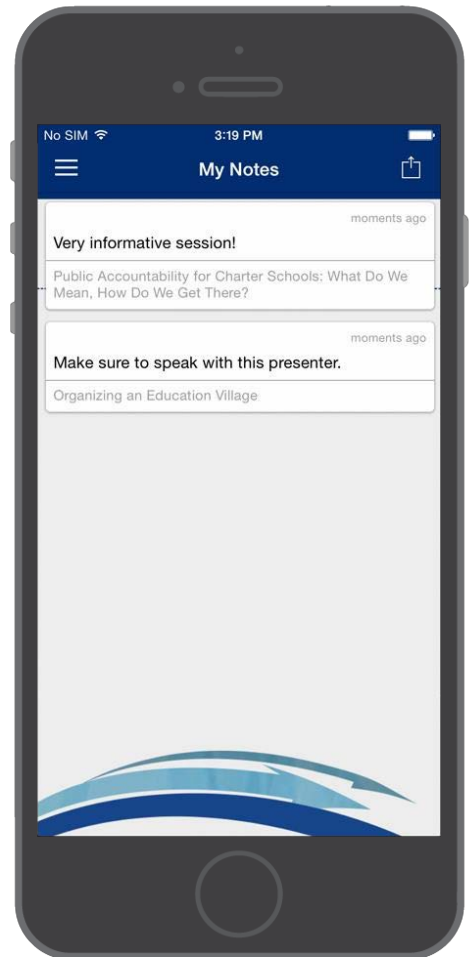 No SIM 3:19 PM
My Notes
moments ago
Very informative session!
Public Accountability for Charter Schools: What Do We
Mean, How Do We Get There?
moments ago
Make sure to speak with this presenter.
Organizing an Education Village